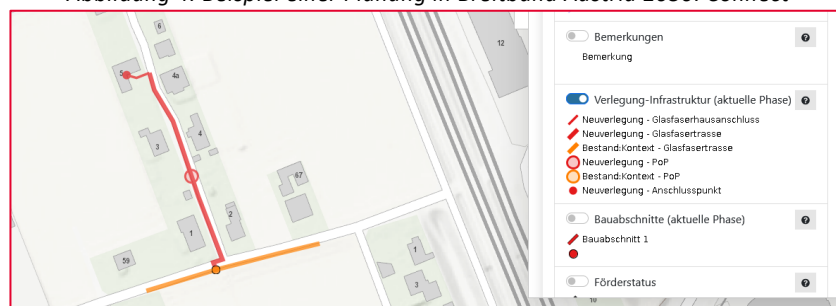 Abbildung 4: Beispiel einer Planung in Breitband Austria 2030: Connect
6
12
5
4a
3
4
67
1
2
59
1
3
10
Bemerkungen
Bemerkung
Verlegung-Infrastruktur (aktuelle Phase)
Neuverlegung - Glasfaserhausanschluss
Neuverlegung - Glasfasertrasse
Bestand:Kontext - Glasfasertrasse
Neuverlegung - PoP
Bestand:Kontext - PoP
Neuverlegung - Anschlusspunkt
Bauabschnitte (aktuelle Phase)
Bauabschnitt 1
Förderstatus